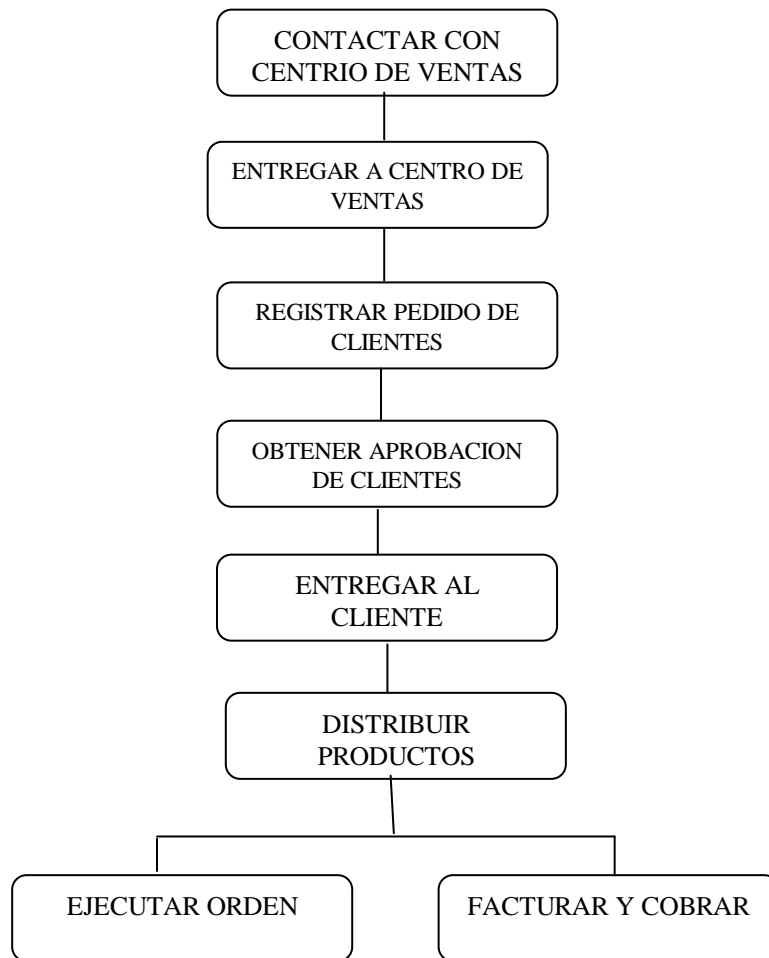 CONTACTAR CON
CENTRIO DE VENTAS
ENTREGAR A CENTRO DE
VENTAS
REGISTRAR PEDIDO DE
CLIENTES
OBTENER APROBACION
DE CLIENTES
ENTREGAR AL
CLIENTE
DISTRIBUIR
PRODUCTOS
EJECUTAR ORDEN
FACTURAR Y COBRAR